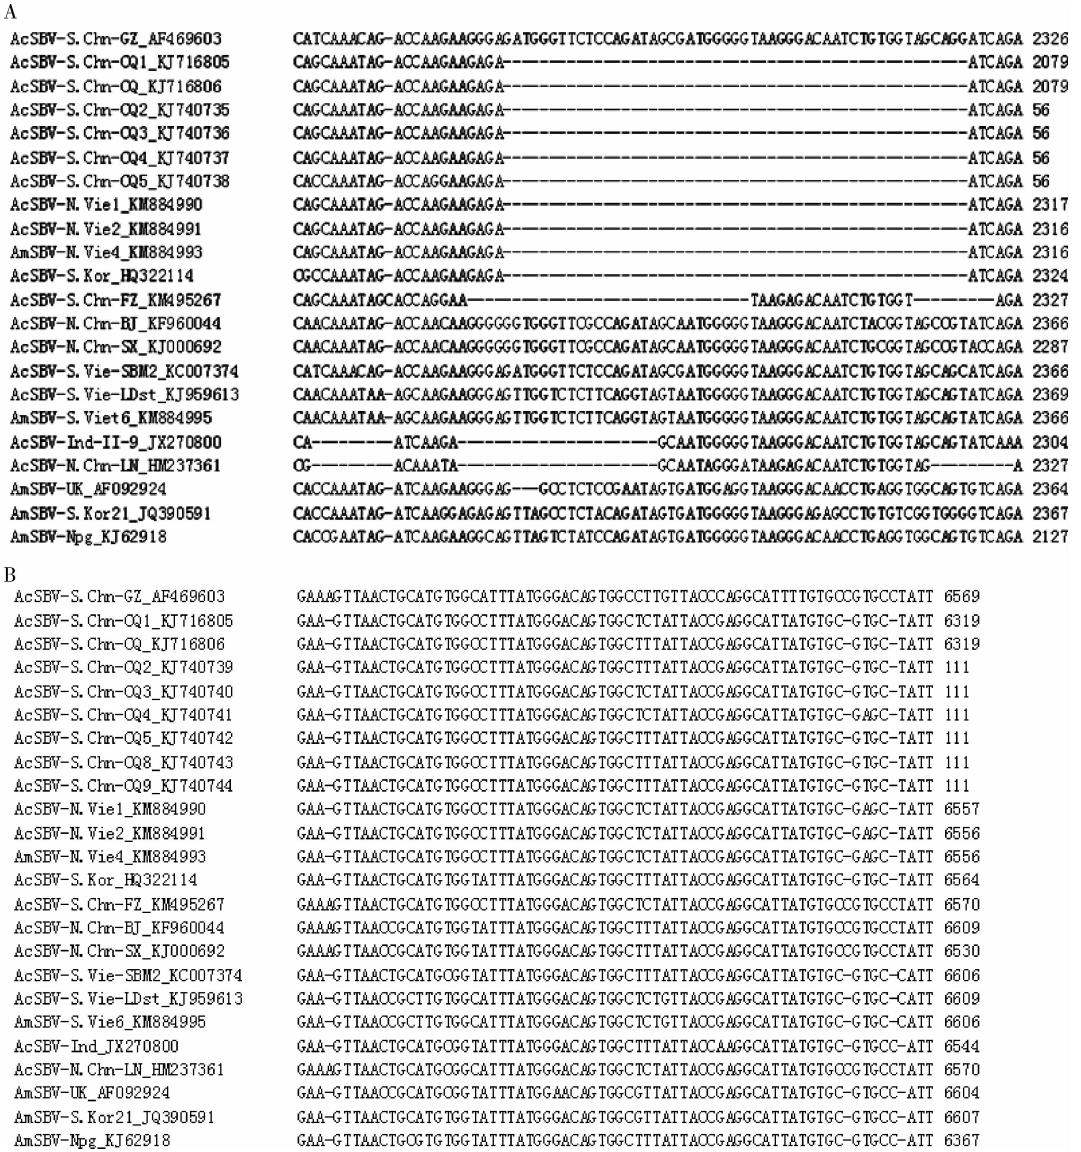 A
AcSBV-S.Chn-GZ_AF469603 CATCAAACAG-ACCAAGAAGGGAGATGGGTTCTCCAGATAGCGATGGGGGTAAGGGACAATCTGTGGTAGCAGGATCAGA 2326
AcSBV-S.Chn-CQ1_KJ716805 CAGCAAATAG-ACCAAGAAGAGA---------------------------------------------------ATCAGA 2079
AcSBV-S.Chn-CQ_KJ716806 CAGCAAATAG-ACCAAGAAGAGA---------------------------------------------------ATCAGA 2079
AcSBV-S.Chn-CQ2_KJ740735 CAGCAAATAG-ACCAAGAAGAGA---------------------------------------------------ATCAGA 56
AcSBV-S.Chn-CQ3_KJ740736 CAGCAAATAG-ACCAAGAAGAGA---------------------------------------------------ATCAGA 56
AcSBV-S.Chn-CQ4_KJ740737 CAGCAAATAG-ACCAAGAAGAGA---------------------------------------------------ATCAGA 56
AcSBV-S.Chn-CQ5_KJ740738 CACCAAATAG-ACCAGGAAGAGA---------------------------------------------------ATCAGA 56
AcSBV-N.Vie1_KM884990 CAGCAAATAG-ACCAAGAAGAGA---------------------------------------------------ATCAGA 2317
AcSBV-N.Vie2_KM884991 CAGCAAATAG-ACCAAGAAGAGA---------------------------------------------------ATCAGA 2316
AmSBV-N.Vie4_KM884993 CAGCAAATAG-ACCAAGAAGAGA---------------------------------------------------ATCAGA 2316
AcSBV-S.Kor_HQ322114 CGCCAAATAG-ACCAAGAAGAGA---------------------------------------------------ATCAGA 2324
AcSBV-S.Chn-FZ_KM495267 CAGCAAATAGCACCAGGAA-------------------------------TAAGAGACAATCTGTGGT---------AGA 2327
AcSBV-N.Chn-BJ_KF960044 CAACAAATAG-ACCAACAAGGGGGGTGGGTTCGCCAGATAGCAATGGGGGTAAGGGACAATCTACGGTAGCCGTATCAGA 2366
AcSBV-N.Chn-SX_KJ000692 CAACAAATAG-ACCAACAAGGGGGGTGGGTTCGCCAGATAGCAATGGGGGTAAGGGACAATCTGCGGTAGCCGTACCAGA 2287
AcSBV-S.Vie-SBM2_KC007374 CATCAAACAG-ACCAAGAAGGGAGATGGGTTCTCCAGATAGCGATGGGGGTAAGGGACAATCTGTGGTAGCAGCATCAGA 2366
AcSBV-S.Vie-LDst_KJ959613 CAACAAATAA-AGCAAGAAGGGAGTTGGTCTCTTCAGGTAGTAATGGGGGTAAGGGACAATCTGTGGTAGCAGTATCAGA 2369
AmSBV-S.Viet6_KM884995 CAACAAATAA-AGCAAGAAGGGAGTTGGTCTCTTCAGGTAGTAATGGGGGTAAGGGACAATCTGTGGTAGCAGTATCAGA 2366
AcSBV-Ind-II-9_JX270800 CA---------ATCAAGA----------------------GCAATGGGGGTAAGGGACAATCTGTGGTAGCAGTATCAAA 2304
AcSBV-N.Chn-LN_HM237361 CG---------ACAAATA----------------------GCAATAGGGATAAGAGACAATCTGTGGTAG---------A 2327
AmSBV-UK_AF092924 CACCAAATAG-ATCAAGAAGGGAG---GCCTCTCCGAATAGTGATGGAGGTAAGGGACAACCTGAGGTGGCAGTGTCAGA 2364
AmSBV-S.Kor21_JQ390591 CACCAAATAG-ATCAAGGAGAGAGTTAGCCTCTACAGATAGTGATGGGGGTAAGGGAGAGCCTGTGTCGGTGGGGTCAGA 2367
AmSBV-Npg_KJ62918 CACCGAATAG-ATCAAGAAGGCAGTTAGTCTATCCAGATAGTGATGGGGGTAAGGGACAACCTGAGGTGGCAGTGTCAGA 2127
B
AcSBV-S.Chn-GZ_AF469603 GAAAGTTAACTGCATGTGGCATTTATGGGACAGTGGCCTTGTTACCCAGGCATTTTGTGCCGTGCCTATT 6569
AcSBV-S.Chn-CQ1_KJ716805 GAA-GTTAACTGCATGTGGCCTTTATGGGACAGTGGCTCTATTACCGAGGCATTATGTGC-GTGC-TATT 6319
AcSBV-S.Chn-CQ_KJ716806 GAA-GTTAACTGCATGTGGCCTTTATGGGACAGTGGCTTTATTACCGAGGCATTATGTGC-GTGC-TATT 6319
AcSBV-S.Chn-CQ2_KJ740739 GAA-GTTAACTGCATGTGGCCTTTATGGGACAGTGGCTTTATTACCGAGGCATTATGTGC-GTGC-TATT 111
AcSBV-S.Chn-CQ3_KJ740740 GAA-GTTAACTGCATGTGGCCTTTATGGGACAGTGGCTCTATTACCGAGGCATTATGTGC-GTGC-TATT 111
AcSBV-S.Chn-CQ4_KJ740741 GAA-GTTAACTGCATGTGGCCTTTATGGGACAGTGGCTCTATTACCGAGGCATTATGTGC-GAGC-TATT 111
AcSBV-S.Chn-CQ5_KJ740742 GAA-GTTAACTGCATGTGGCCTTTATGGGACAGTGGCTTTATTACCGAGGCATTATGTGC-GTGC-TATT 111
AcSBV-S.Chn-CQ8_KJ740743 GAA-GTTAACTGCATGTGGCCTTTATGGGACAGTGGCTTTATTACCGAGGCATTATGTGC-GTGC-TATT 111
AcSBV-S.Chn-CQ9_KJ740744 GAA-GTTAACTGCATGTGGCCTTTATGGGACAGTGGCTTTATTACCGAGGCATTATGTGC-GTGC-TATT 111
AcSBV-N.Vie1_KM884990 GAA-GTTAACTGCATGTGGCCTTTATGGGACAGTGGCTCTATTACCGAGGCATTATGTGC-GAGC-TATT 6557
AcSBV-N.Vie2_KM884991 GAA-GTTAACTGCATGTGGCCTTTATGGGACAGTGGCTCTATTACCGAGGCATTATGTGC-GAGC-TATT 6556
AmSBV-N.Vie4_KM884993 GAA-GTTAACTGCATGTGGCCTTTATGGGACAGTGGCTCTATTACCGAGGCATTATGTGC-GAGC-TATT 6556
AcSBV-S.Kor_HQ322114 GAA-GTTAACTGCATGTGGTATTTATGGGACAGTGGCTTTATTACCGAGGCATTATGTGC-GTGC-TATT 6564
AcSBV-S.Chn-FZ_KM495267 GAAAGTTAACTGCATGTGGCCTTTATGGGACAGTGGCTTTATTACCGAGGCATTATGTGCCGTGCCTATT 6570
AcSBV-N.Chn-BJ_KF960044 GAAAGTTAACCGCATGTGGTATTTATGGGACAGTGGCTTTATTACCGAGGCATTATGTGCCGTGCCTATT 6609
AcSBV-N.Chn-SX_KJ000692 GAAAGTTAACCGCATGTGGTATTTATGGGACAGTGGCTTTATTACCGAGGCATTATGTGCCGTGCCTATT 6530
AcSBV-S.Vie-SBM2_KC007374 GAA-GTTAACTGCATGCGGTATTTATGGGACAGTGGCTTTATTACCGAGGCATTATGTGC-GTGC-CATT 6606
AcSBV-S.Vie-LDst_KJ959613 GAA-GTTAACCGCTTGTGGCATTTATGGGACAGTGGCTCTGTTACCGAGGCATTATGTGC-GTGC-CATT 6609
AmSBV-S.Vie6_KM884995 GAA-GTTAACCGCTTGTGGCATTTATGGGACAGTGGCTCTGTTACCGAGGCATTATGTGC-GTGC-CATT 6606
AcSBV-Ind_JX270800 GAA-GTTAACTGCATGCGGTATTTATGGGACAGTGGCTTTATTACCAAGGCATTATGTGC-GTGCC-ATT 6544
AcSBV-N.Chn-LN_HM237361 GAAAGTTAACTGCATGCGGCATTTATGGGACAGTGGCTTTATTACCGAGGCATTATGTGCCGTGCCTATT 6570
AmSBV-UK_AF092924 GAA-GTTAACTGCATGCGGTATTTATGGAACAGTGGCGTTATTACCGAGGCATTATGTGC-GTGCC-ATT 6604
AmSBV-S.Kor21_JQ390591 GAA-GTTAACTGCATGCGGTATTTATGGGACAGTGGCGTTATTACCGAGGCATTATGTGC-GTGCC-ATT 6607
AmSBV-Npg_KJ62918 GAA-GTTAACTGCGTGTGGTATTTATGGGACAGTGGCTTTATTACCGAGGCATTATGTGC-GTGCC-ATT 6367